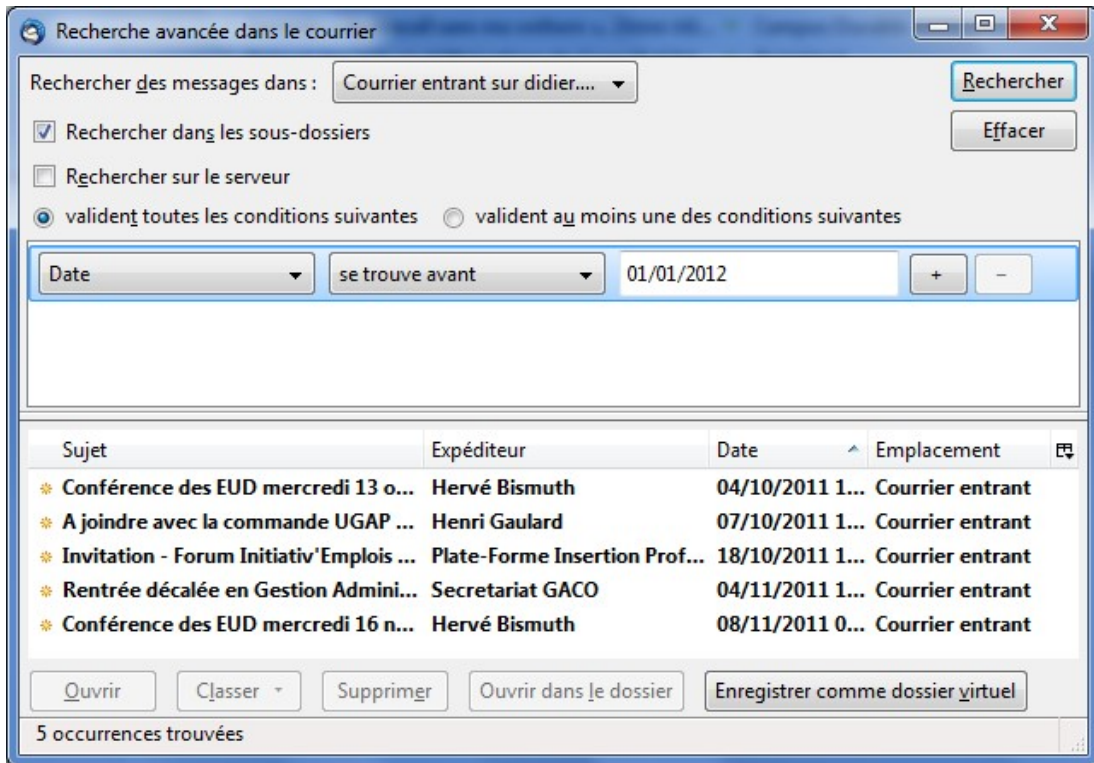 Recherche avancée dans le courrier
Rechercher des messages dans : Courrier entrant sur didier.... Rechercher
Rechercher dans les sous-dossiers Effacer
Rechercher sur le serveur
valident toutes les conditions suivantes valident au moins une des conditions suivantes
Date se trouve avant 01/01/2012 + −
Sujet Expéditeur Date Emplacement
Conférence des EUD mercredi 13 o... Hervé Bismuth 04/10/2011 1... Courrier entrant
A joindre avec la commande UGAP ... Henri Gaulard 07/10/2011 1... Courrier entrant
Invitation - Forum Initiativ'Emplois ... Plate-Forme Insertion Prof... 18/10/2011 1... Courrier entrant
Rentrée décalée en Gestion Admini... Secretariat GACO 04/11/2011 1... Courrier entrant
Conférence des EUD mercredi 16 n... Hervé Bismuth 08/11/2011 0... Courrier entrant
Ouvrir Classer Supprimer Ouvrir dans le dossier Enregistrer comme dossier virtuel
5 occurrences trouvées